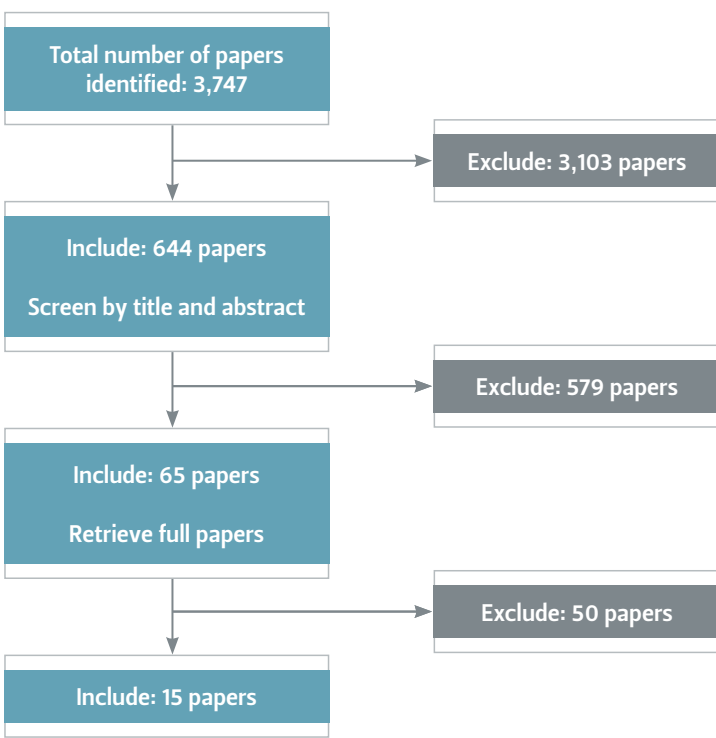 Total number of papers
identified: 3,747
Exclude: 3,103 papers
Include: 644 papers
Screen by title and abstract
Exclude: 579 papers
Include: 65 papers
Retrieve full papers
Exclude: 50 papers
Include: 15 papers